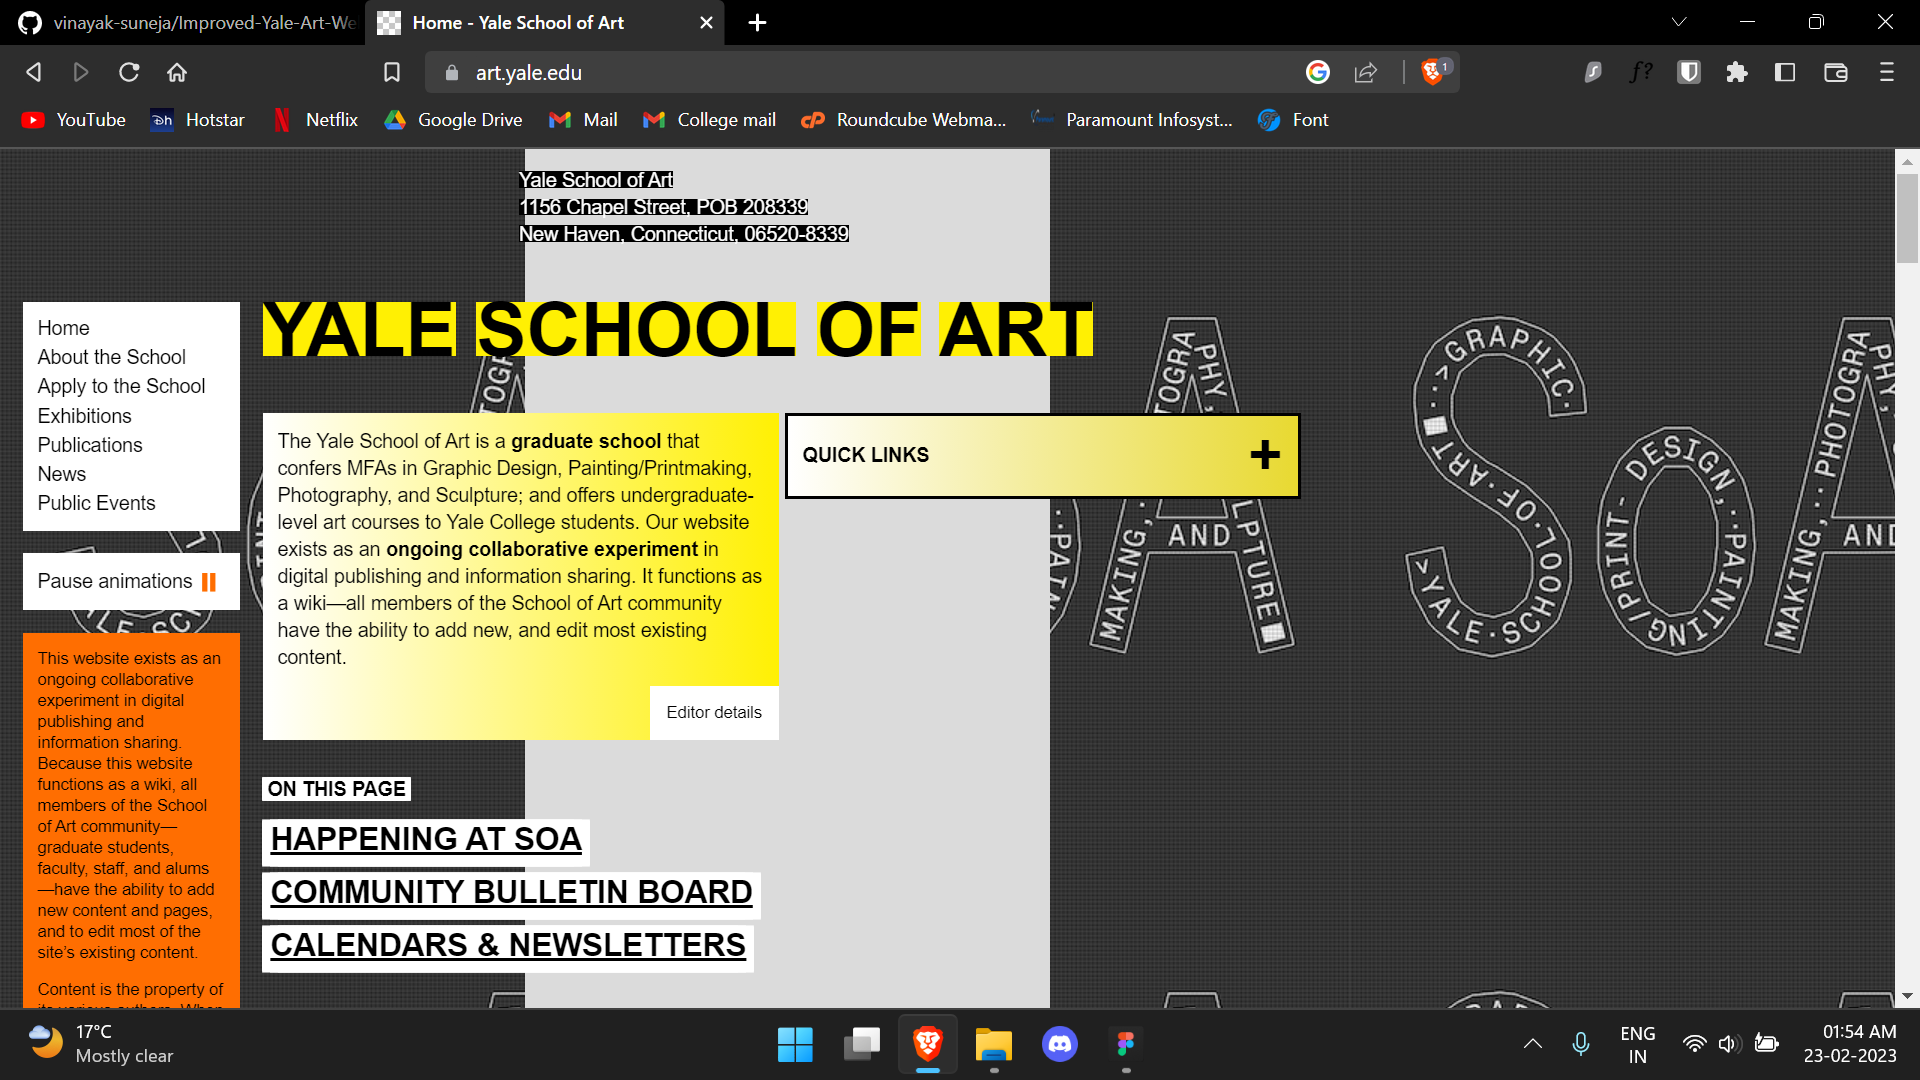 vinayak-suneja/Improved-Yale-Art-We
Home - Yale School of Art
art.yale.edu
1
f?
YouTube
Hotstar
Netflix
Google Drive
Mail
College mail
Roundcube Webma...
Paramount Infosyst...
Font
Yale School of Art
1156 Chapel Street, POB 208339
New Haven, Connecticut, 06520-8339
YALE SCHOOL OF ART
Home
About the School
Apply to the School
Exhibitions
Publications
News
Public Events
Pause animations
This website exists as an
ongoing collaborative
experiment in digital
publishing and
information sharing.
Because this website
functions as a wiki, all
members of the School
of Art community—
graduate students,
faculty, staff, and alums
—have the ability to add
new content and pages,
and to edit most of the
site's existing content.
Content is the property of
The Yale School of Art is a graduate school that
confers MFAs in Graphic Design, Painting/Printmaking,
Photography, and Sculpture; and offers undergraduate-
level art courses to Yale College students. Our website
exists as an ongoing collaborative experiment in
digital publishing and information sharing. It functions as
a wiki—all members of the School of Art community
have the ability to add new, and edit most existing
content.
Editor details
QUICK LINKS
+
ON THIS PAGE
HAPPENING AT SOA
COMMUNITY BULLETIN BOARD
CALENDARS & NEWSLETTERS
>YALE·SCHOOL·OF·ART
<GRAPHIC·
DESIGN,··PAINTING/PRINT-
MAKING,··PHOTOGRAPHY,
AND
17°C
Mostly clear
ENG
IN
01:54 AM
23-02-2023